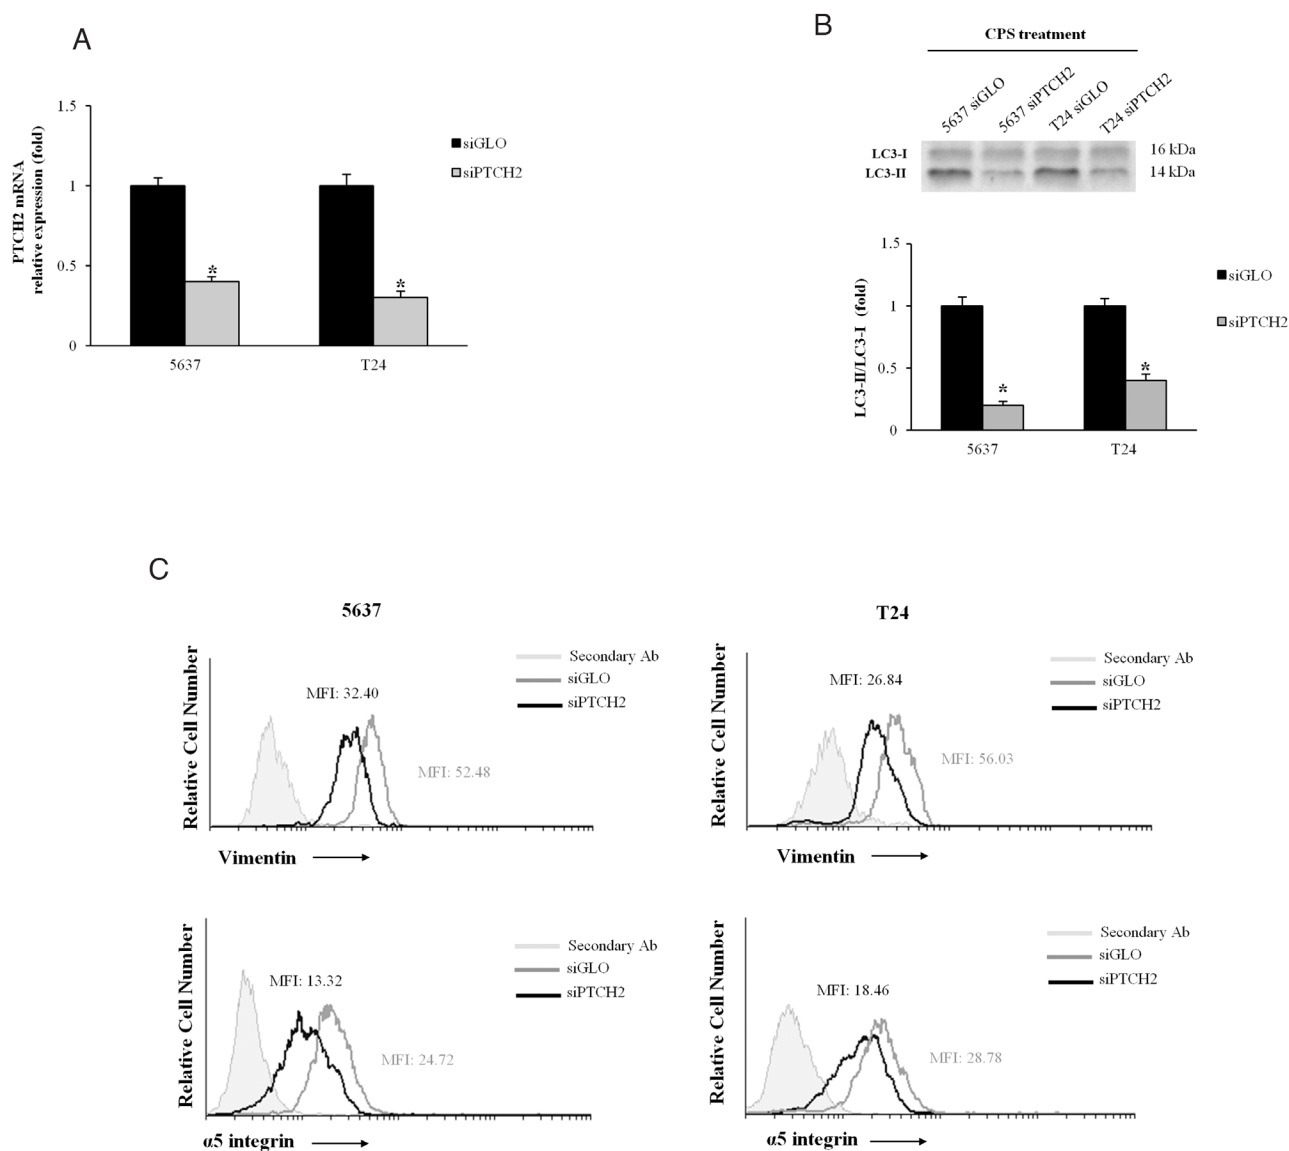 A
PTCH2 mRNA
relative expression (fold)
1.5
1
0.5
0
*
*
5637
T24
siGLO
siPTCH2
B
CPS treatment
5637 siGLO
5637 siPTCH2
T24 siGLO
T24 siPTCH2
LC3-I
16 kDa
LC3-II
14 kDa
LC3-II/LC3-I (fold)
1.5
1
0.5
0
*
*
5637
T24
siGLO
siPTCH2
C
5637
Relative Cell Number
MFI: 32.40
MFI: 52.48
Secondary Ab
siGLO
siPTCH2
Vimentin
T24
Relative Cell Number
MFI: 26.84
MFI: 56.03
Secondary Ab
siGLO
siPTCH2
Vimentin
Relative Cell Number
MFI: 13.32
MFI: 24.72
Secondary Ab
siGLO
siPTCH2
α5 integrin
Relative Cell Number
MFI: 18.46
MFI: 28.78
Secondary Ab
siGLO
siPTCH2
α5 integrin